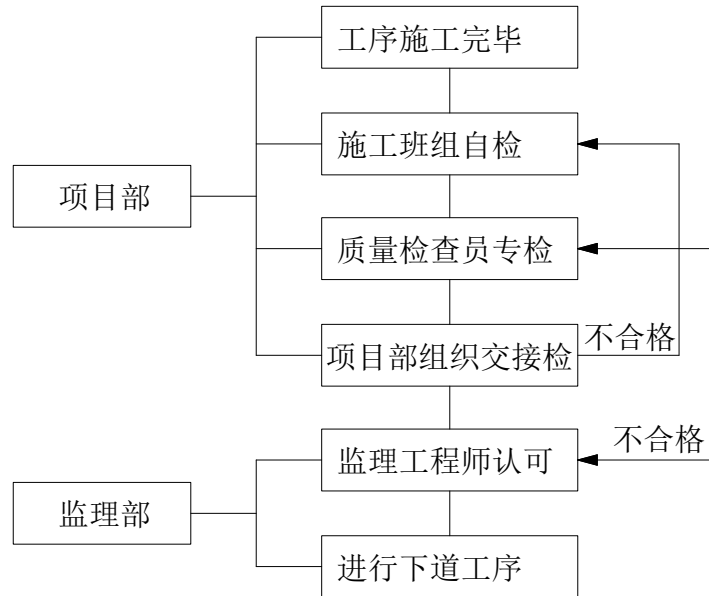 工序施工完毕
施工班组自检
项目部
质量检查员专检
项目部组织交接检
不合格
监理工程师认可
不合格
监理部
进行下道工序